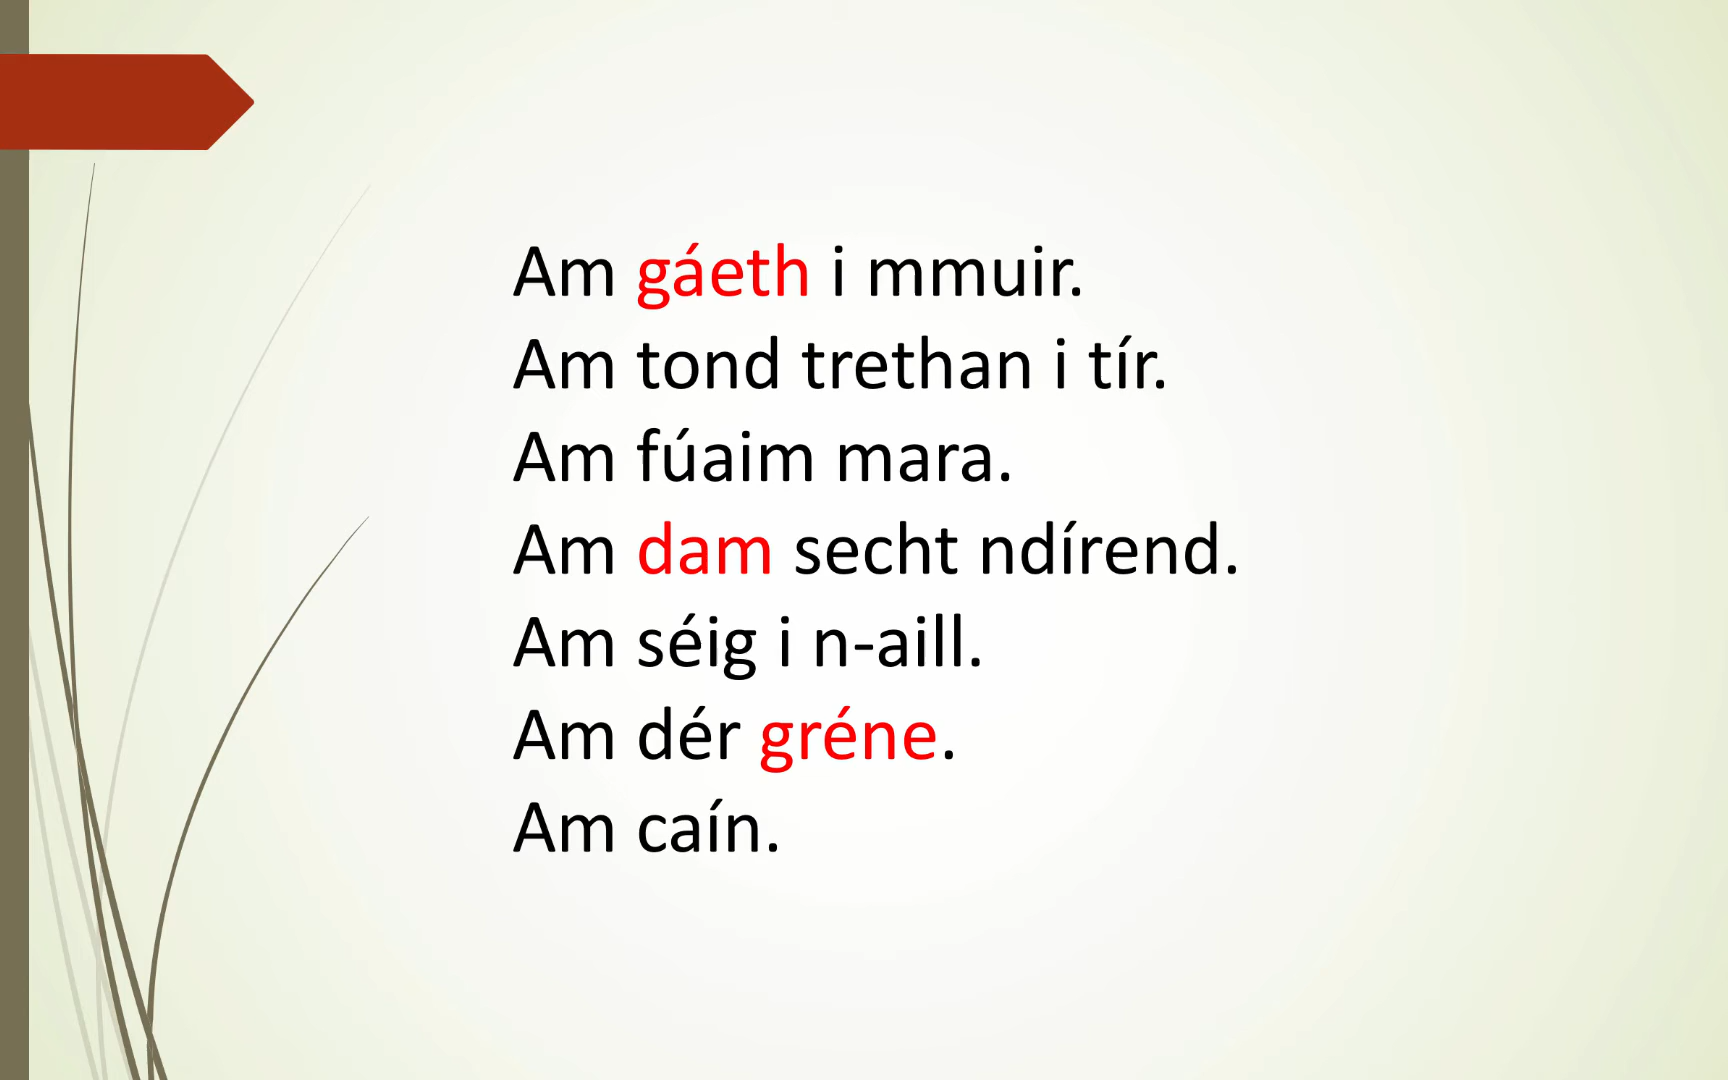 Am gáeth i mmuir.
Am tond trethan i tír.
Am fúaim mara.
Am dam secht ndírend.
Am séig i n-aill.
Am dér gréne.
Am caín.